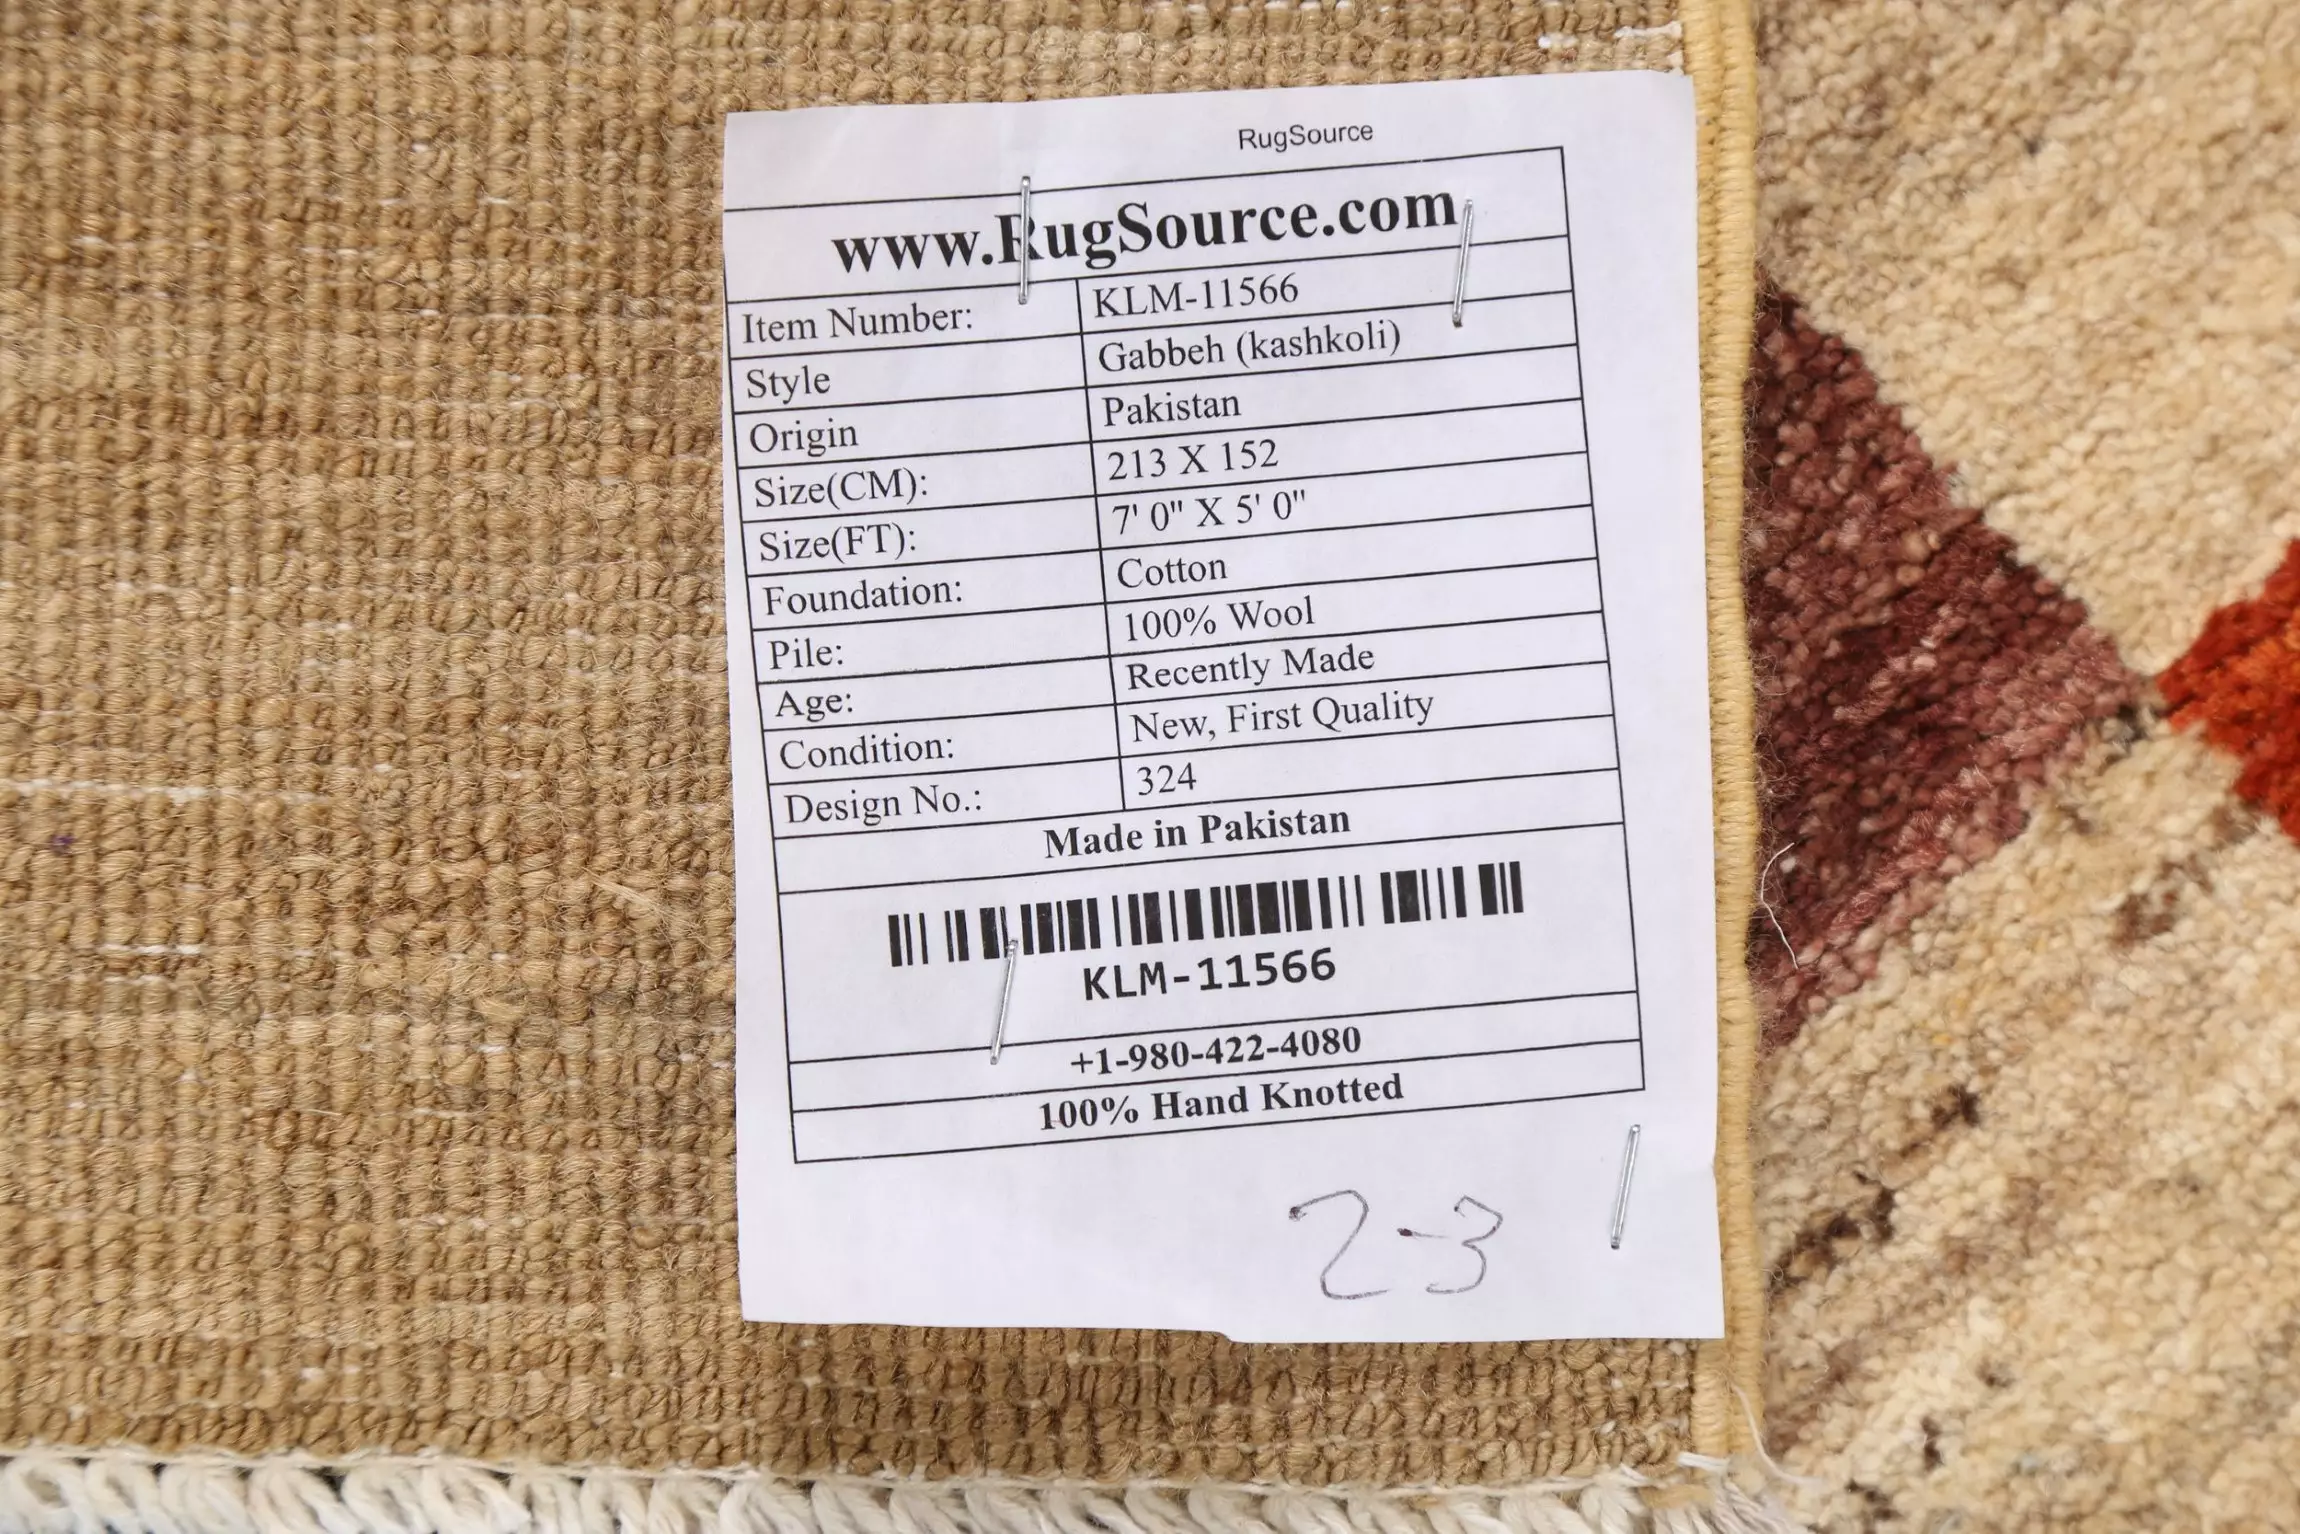 RugSource
www.RugSource.com
Item Number: KLM-11566
Style Gabbeh (kashkoli)
Origin Pakistan
Size(CM): 213 X 152
Size(FT): 7' 0" X 5' 0"
Foundation: Cotton
Pile: 100% Wool
Age: Recently Made
Condition: New, First Quality
Design No.: 324
Made in Pakistan
KLM-11566
+1-980-422-4080
100% Hand Knotted
2-3